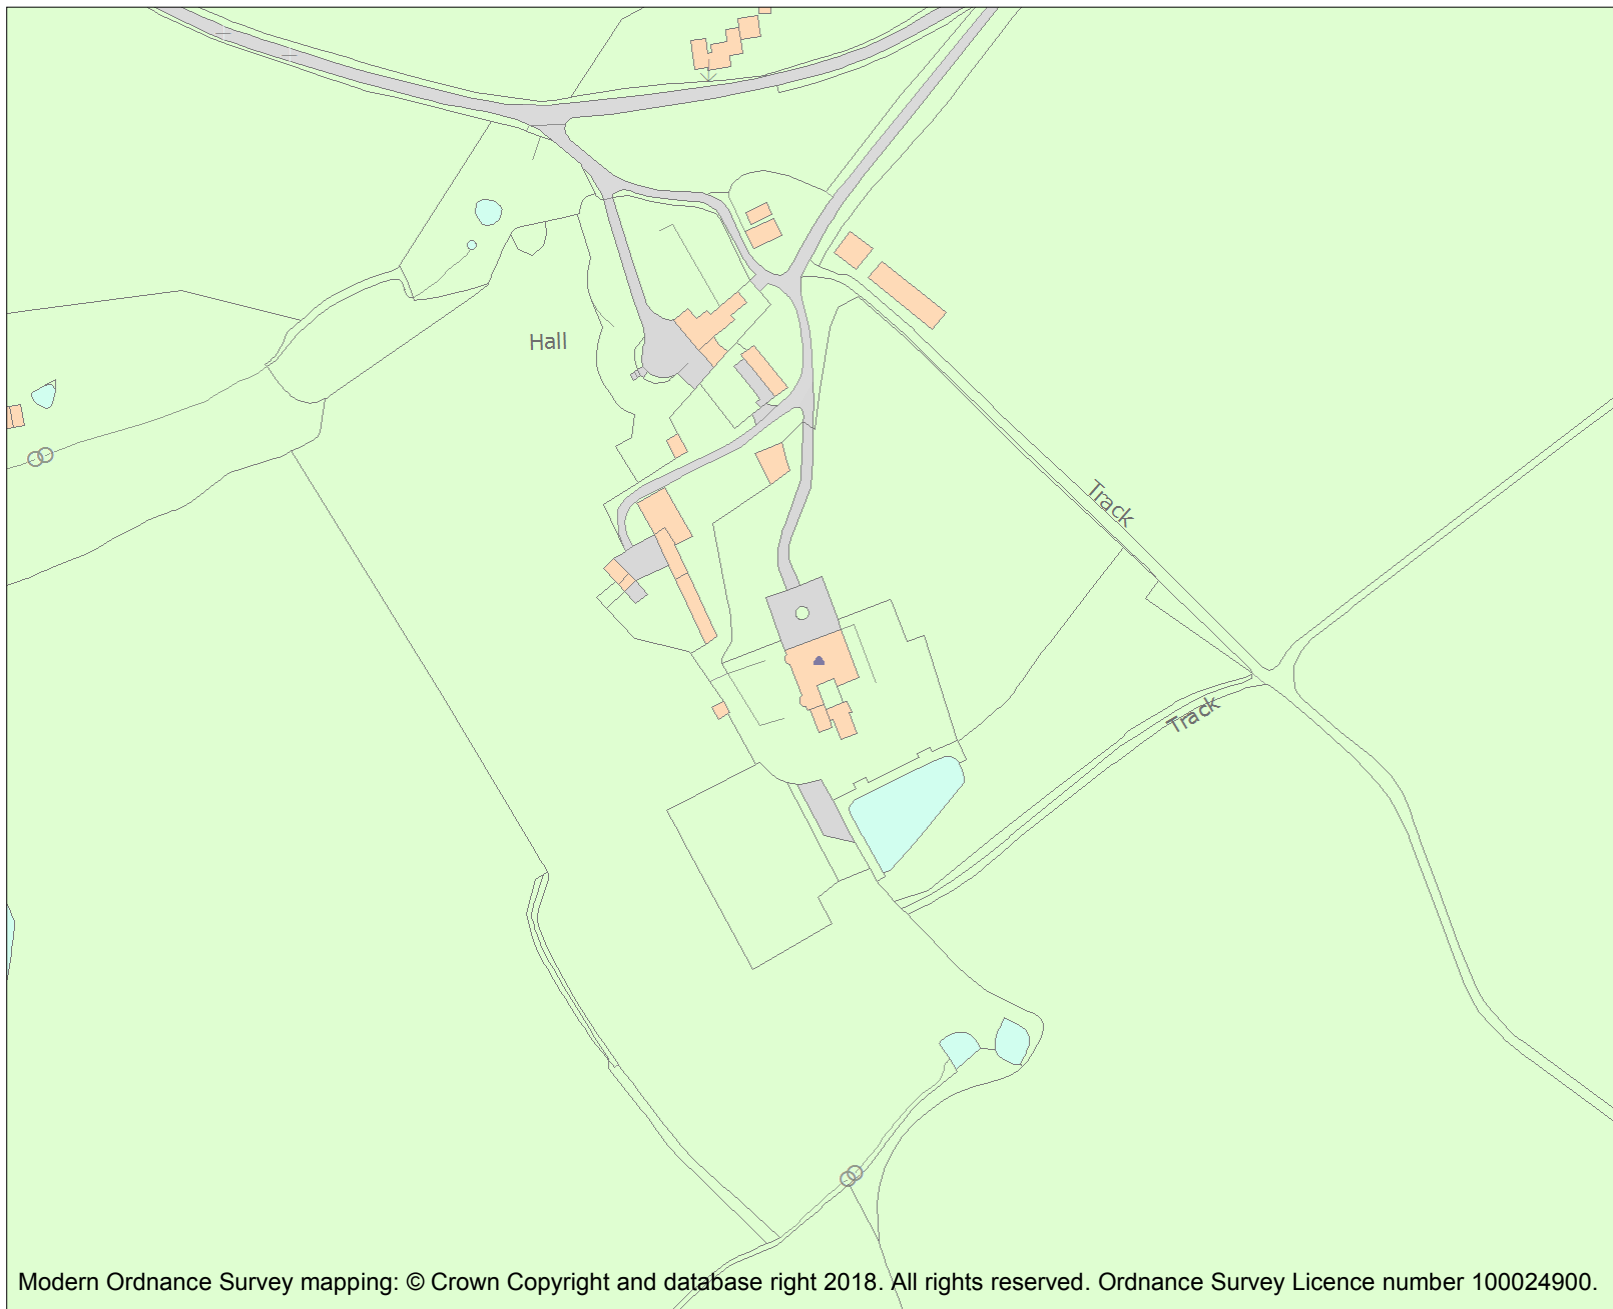 Hall
Track
Track
Modern Ordnance Survey mapping: © Crown Copyright and database right 2018. All rights reserved. Ordnance Survey Licence number 100024900.